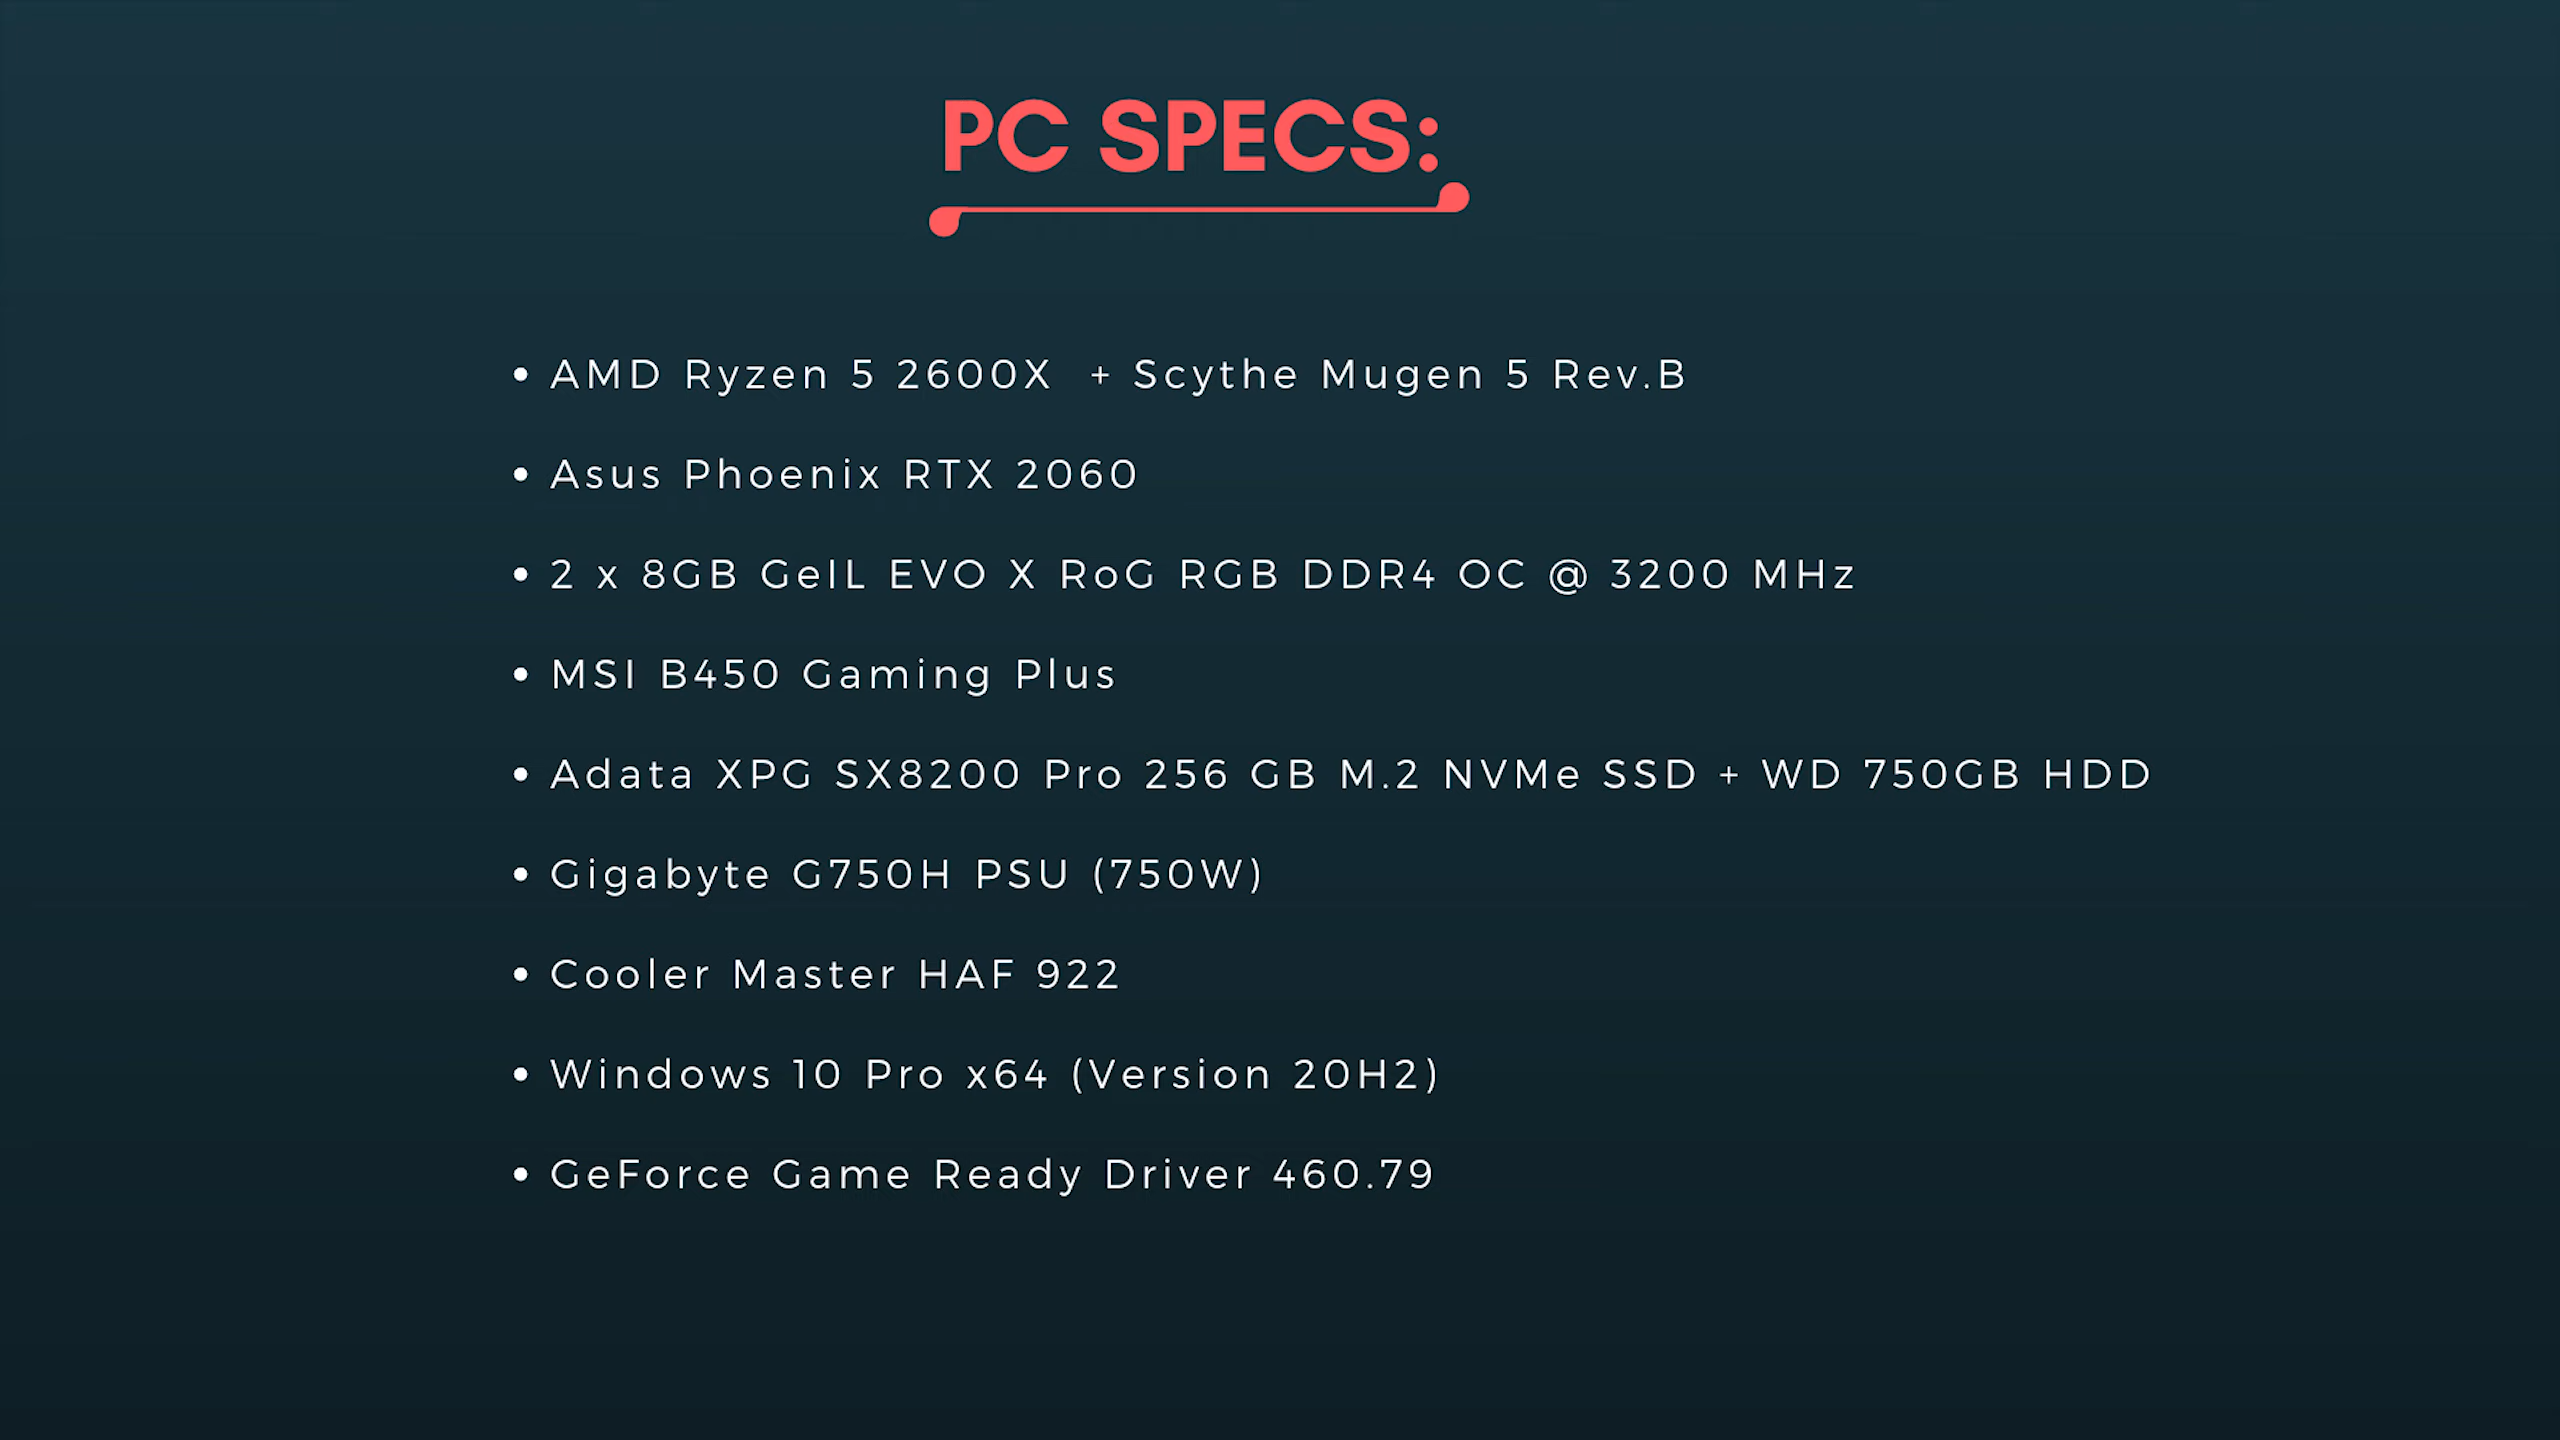 PC SPECS:
AMD Ryzen 5 2600X + Scythe Mugen 5 Rev.B
Asus Phoenix RTX 2060
2 x 8GB GeIL EVO X RoG RGB DDR4 OC @ 3200 MHz
MSI B450 Gaming Plus
Adata XPG SX8200 Pro 256 GB M.2 NVMe SSD + WD 750GB HDD
Gigabyte G750H PSU (750W)
Cooler Master HAF 922
Windows 10 Pro x64 (Version 20H2)
GeForce Game Ready Driver 460.79